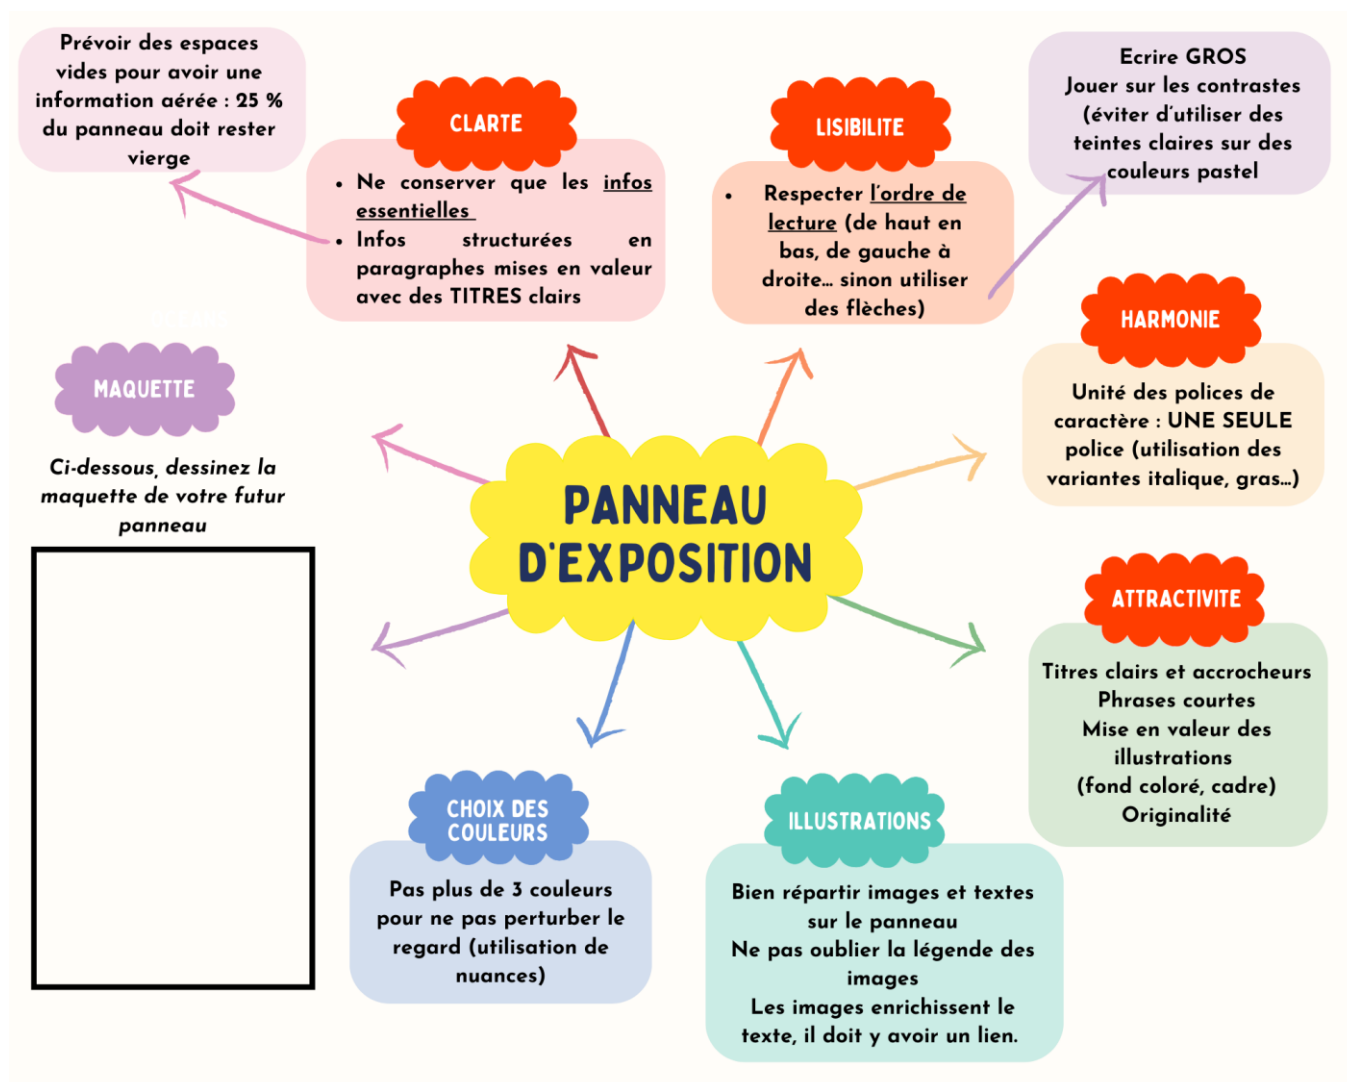 Prévoir des espaces
vides pour avoir une
information aérée : 25 %
du panneau doit rester
vierge
CLARTE
• Ne conserver que les infos
essentielles
• Infos structurées en
paragraphes mises en valeur
avec des TITRES clairs
LISIBILITE
• Respecter l'ordre de
lecture (de haut en
bas, de gauche à
droite... sinon utiliser
des flèches)
Ecrire GROS
Jouer sur les contrastes
(éviter d'utiliser des
teintes claires sur des
couleurs pastel
HARMONIE
Unité des polices de
caractère : UNE SEULE
police (utilisation des
variantes italique, gras...)
MAQUETTE
Ci-dessous, dessinez la
maquette de votre futur
panneau
PANNEAU
D'EXPOSITION
ATTRACTIVITE
Titres clairs et accrocheurs
Phrases courtes
Mise en valeur des
illustrations
(fond coloré, cadre)
Originalité
CHOIX DES
COULEURS
Pas plus de 3 couleurs
pour ne pas perturber le
regard (utilisation de
nuances)
ILLUSTRATIONS
Bien répartir images et textes
sur le panneau
Ne pas oublier la légende des
images
Les images enrichissent le
texte, il doit y avoir un lien.